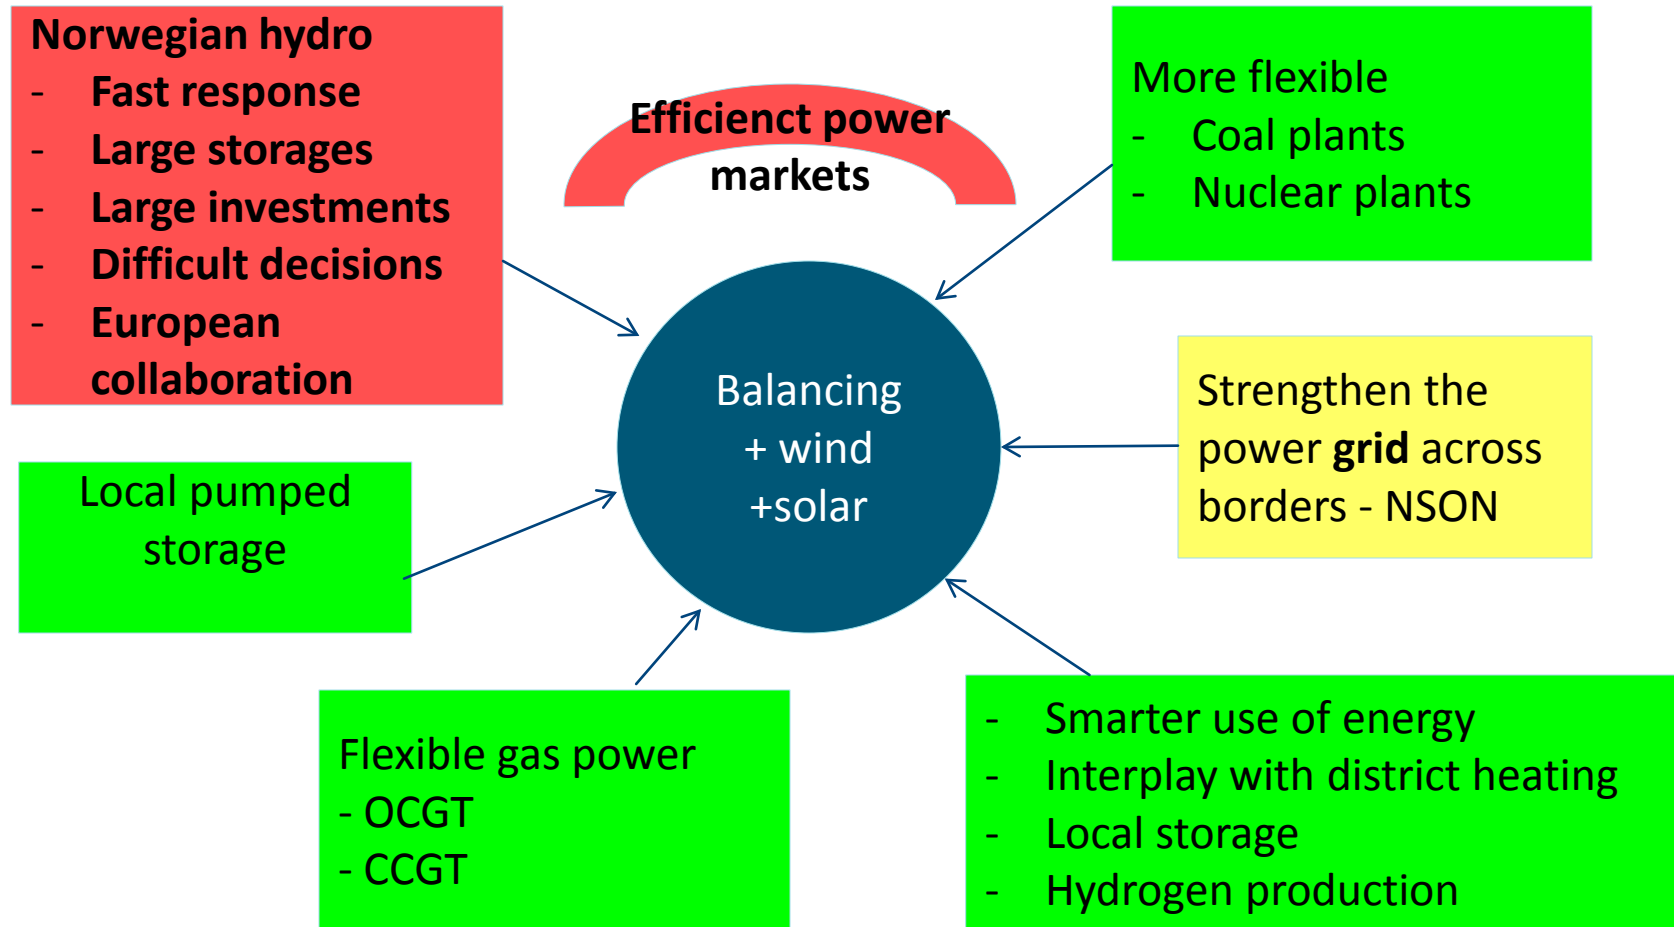 Norwegian hydro
- Fast response
- Large storages
- Large investments
- Difficult decisions
- European
collaboration
Efficienct power
markets
More flexible
- Coal plants
- Nuclear plants
Balancing
+ wind
+solar
Strengthen the
power grid across
borders - NSON
Local pumped
storage
Flexible gas power
- OCGT
- CCGT
- Smarter use of energy
- Interplay with district heating
- Local storage
- Hydrogen production